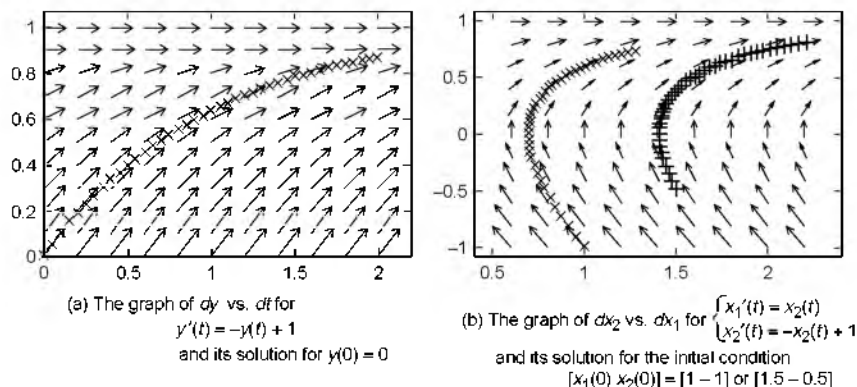 1
0.8
0.6
0.4
0.2
0
0 0.5 1 1.5 2
(a) The graph of dy vs. dt for
y′(t) = –y(t) + 1
and its solution for y(0) = 0
1
0.5
0
–0.5
–1
0.5 1 1.5 2
(b) The graph of dx₂ vs. dx₁ for { x₁′(t) = x₂(t)
x₂′(t) = –x₂(t) + 1
and its solution for the initial condition
[x₁(0) x₂(0)] = [1 – 1] or [1.5 – 0.5]